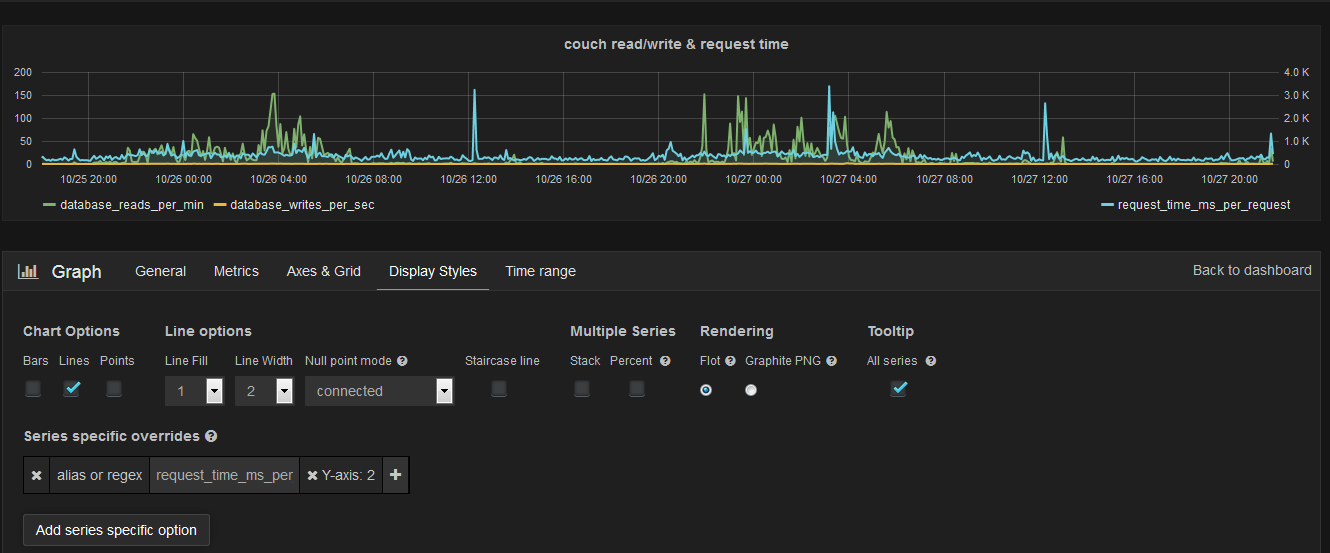 couch read/write & request time
200 4.0 K
150 3.0 K
100 2.0 K
50 1.0 K
0 0
10/25 20:00 10/26 00:00 10/26 04:00 10/26 08:00 10/26 12:00 10/26 16:00 10/26 20:00 10/27 00:00 10/27 04:00 10/27 08:00 10/27 12:00 10/27 16:00 10/27 20:00
database_reads_per_min database_writes_per_sec request_time_ms_per_request
Graph General Metrics Axes & Grid Display Styles Time range Back to dashboard
Chart Options Line options Multiple Series Rendering Tooltip
Bars Lines Points Line Fill Line Width Null point mode ? Staircase line Stack Percent ? Flot ? Graphite PNG ? All series ?
1 2 connected
Series specific overrides ?
alias or regex request_time_ms_per Y-axis: 2
Add series specific option